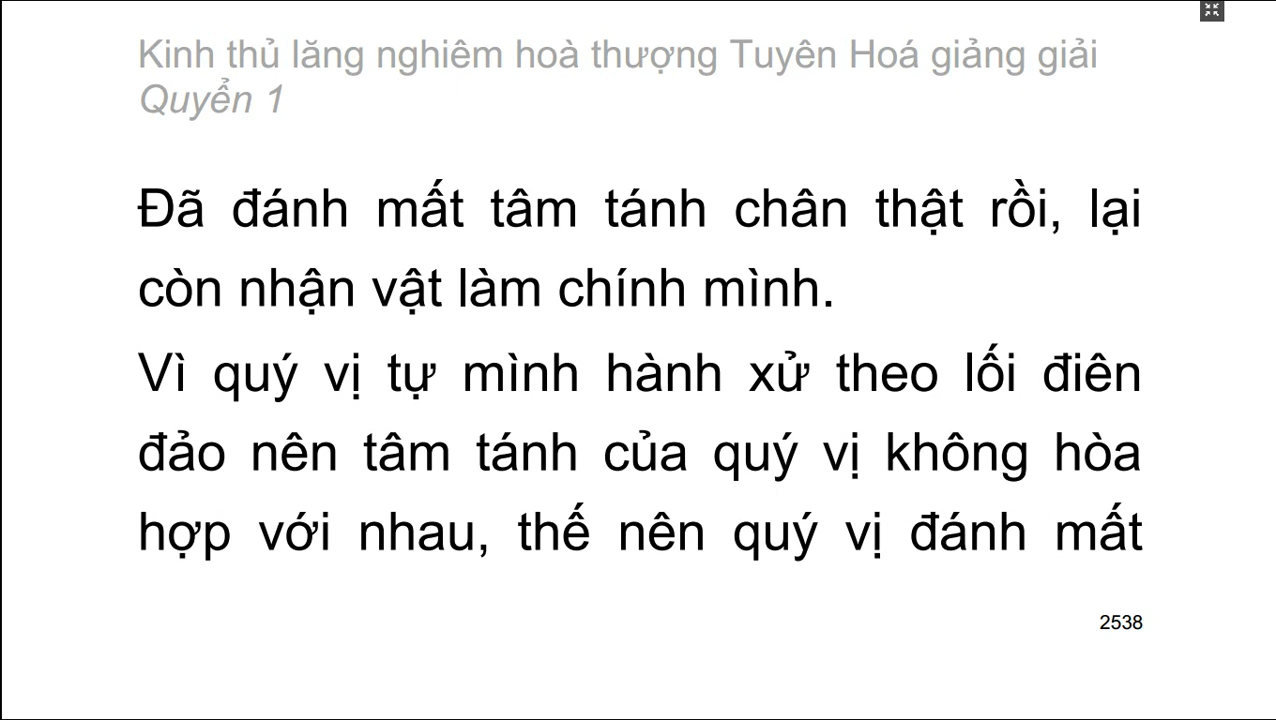 Kinh thủ lăng nghiêm hoà thượng Tuyên Hoá giảng giải
Quyển 1
Đã đánh mất tâm tánh chân thật rồi, lại
còn nhận vật làm chính mình.
Vì quý vị tự mình hành xử theo lối điên
đảo nên tâm tánh của quý vị không hòa
hợp với nhau, thế nên quý vị đánh mất
2538